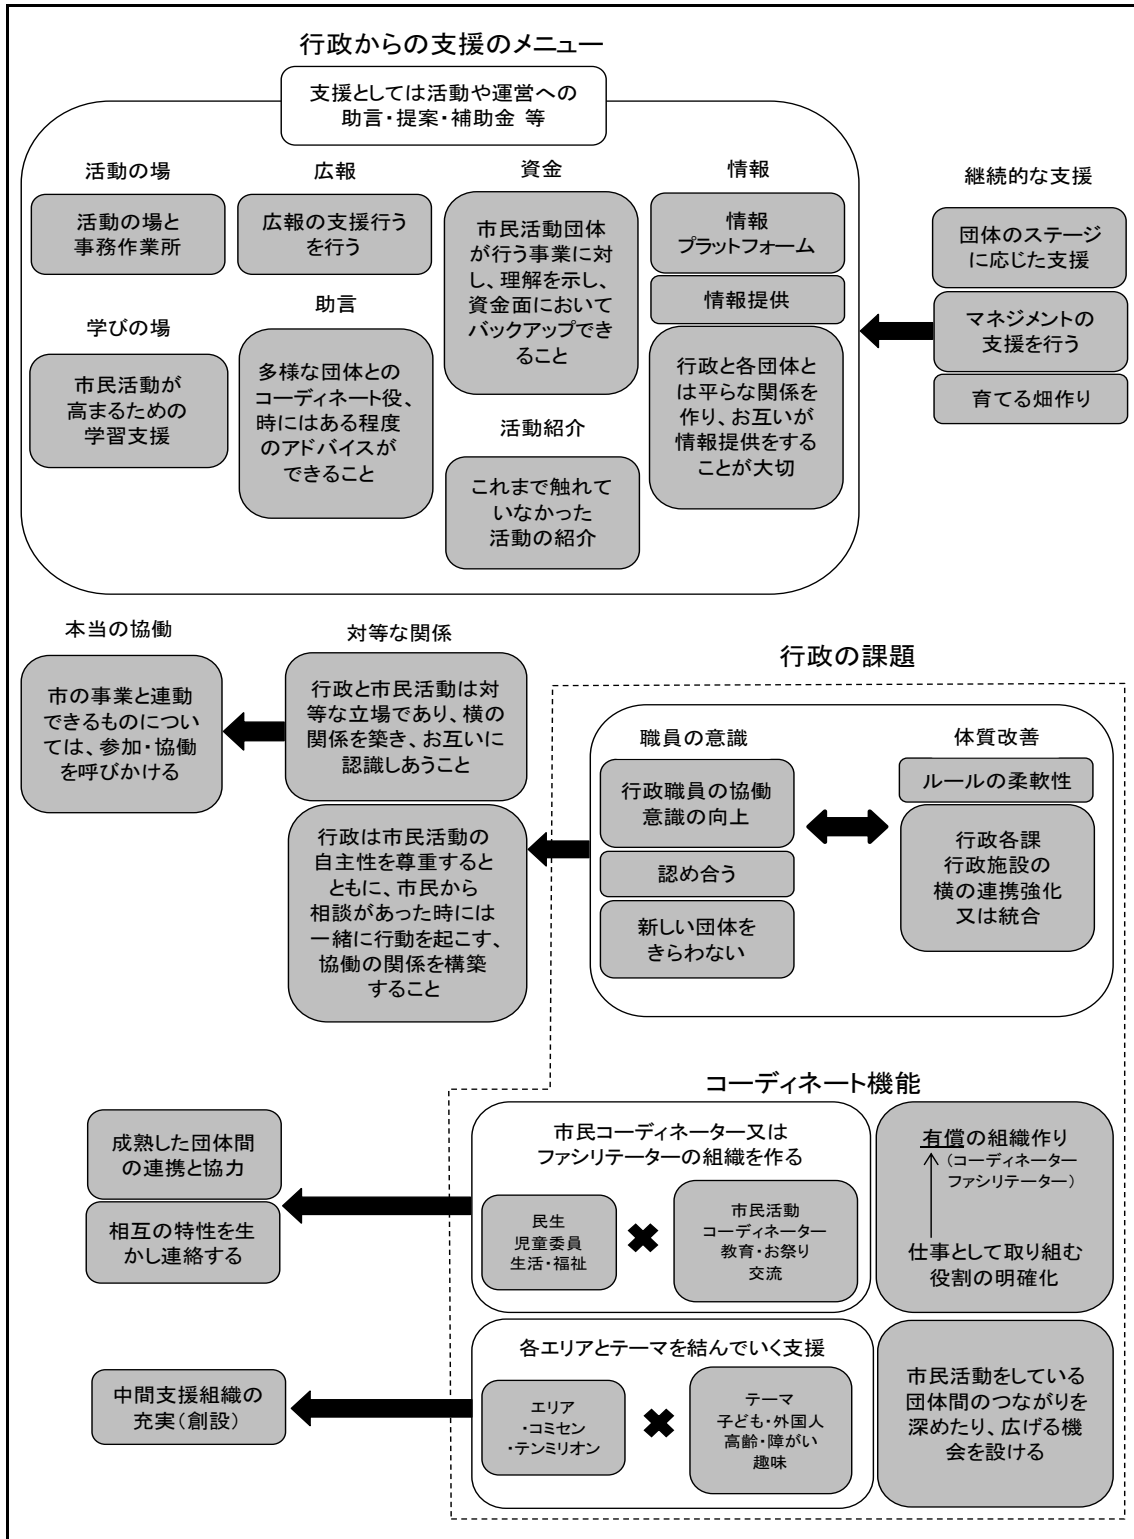 行政からの支援のメニュー
支援としては活動や運営への
助言・提案・補助金 等
活動の場
活動の場と
事務作業所
学びの場
市民活動が
高まるための
学習支援
広報
広報の支援行う
を行う
助言
多様な団体との
コーディネート役、
時にはある程度
のアドバイスが
できること
資金
市民活動団体
が行う事業に対
し、理解を示し、
資金面において
バックアップでき
ること
活動紹介
これまで触れて
いなかった
活動の紹介
情報
情報
プラットフォーム
情報提供
行政と各団体と
は平らな関係を
作り、お互いが
情報提供をする
ことが大切
継続的な支援
団体のステージ
に応じた支援
マネジメントの
支援を行う
育てる畑作り
本当の協働
市の事業と連動
できるものについ
ては、参加・協働
を呼びかける
対等な関係
行政と市民活動は対
等な立場であり、横の
関係を築き、お互いに
認識しあうこと
行政は市民活動の
自主性を尊重すると
ともに、市民から
相談があった時には
一緒に行動を起こす、
協働の関係を構築
すること
行政の課題
職員の意識
行政職員の協働
意識の向上
認め合う
新しい団体を
きらわない
体質改善
ルールの柔軟性
行政各課
行政施設の
横の連携強化
又は統合
コーディネート機能
市民コーディネーター又は
ファシリテーターの組織を作る
民生
児童委員
生活・福祉
市民活動
コーディネーター
教育・お祭り
交流
有償の組織作り
(コーディネーター
ファシリテーター)
仕事として取り組む
役割の明確化
成熟した団体間
の連携と協力
相互の特性を生
かし連絡する
各エリアとテーマを結んでいく支援
エリア
・コミセン
・テンミリオン
テーマ
子ども・外国人
高齢・障がい
趣味
市民活動をしている
団体間のつながりを
深めたり、広げる機
会を設ける
中間支援組織の
充実(創設)